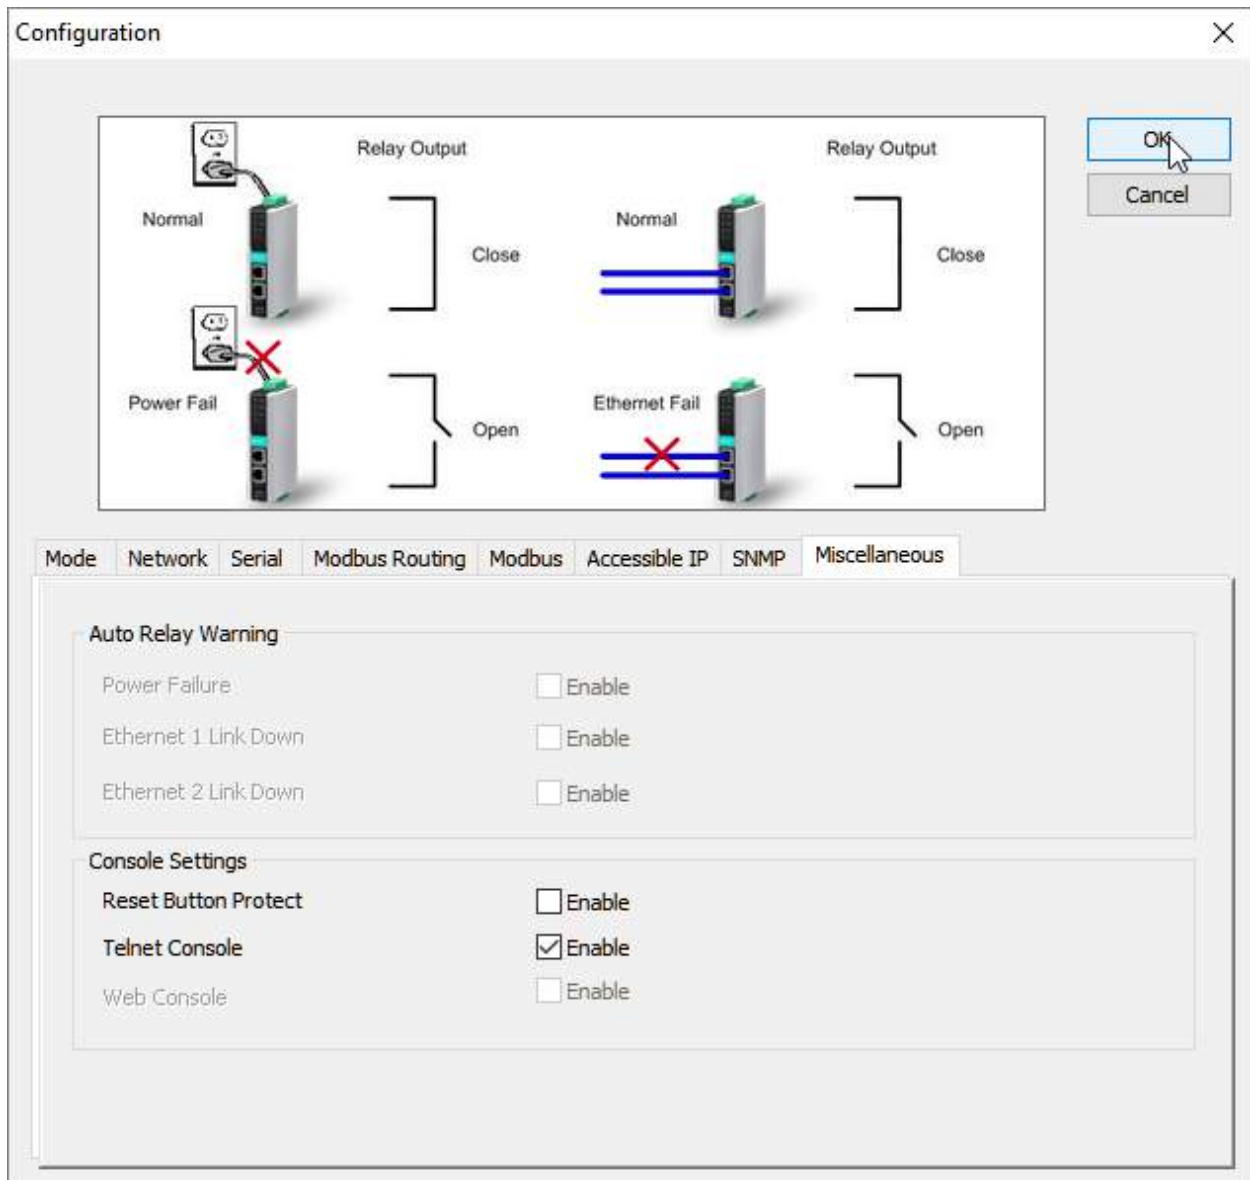 Configuration
Relay Output
Relay Output
Normal
Close
Normal
Close
Power Fail
Open
Ethernet Fail
Open
OK
Cancel
Mode Network Serial Modbus Routing Modbus Accessible IP SNMP Miscellaneous
Auto Relay Warning
Power Failure Enable
Ethernet 1 Link Down Enable
Ethernet 2 Link Down Enable
Console Settings
Reset Button Protect Enable
Telnet Console Enable
Web Console Enable